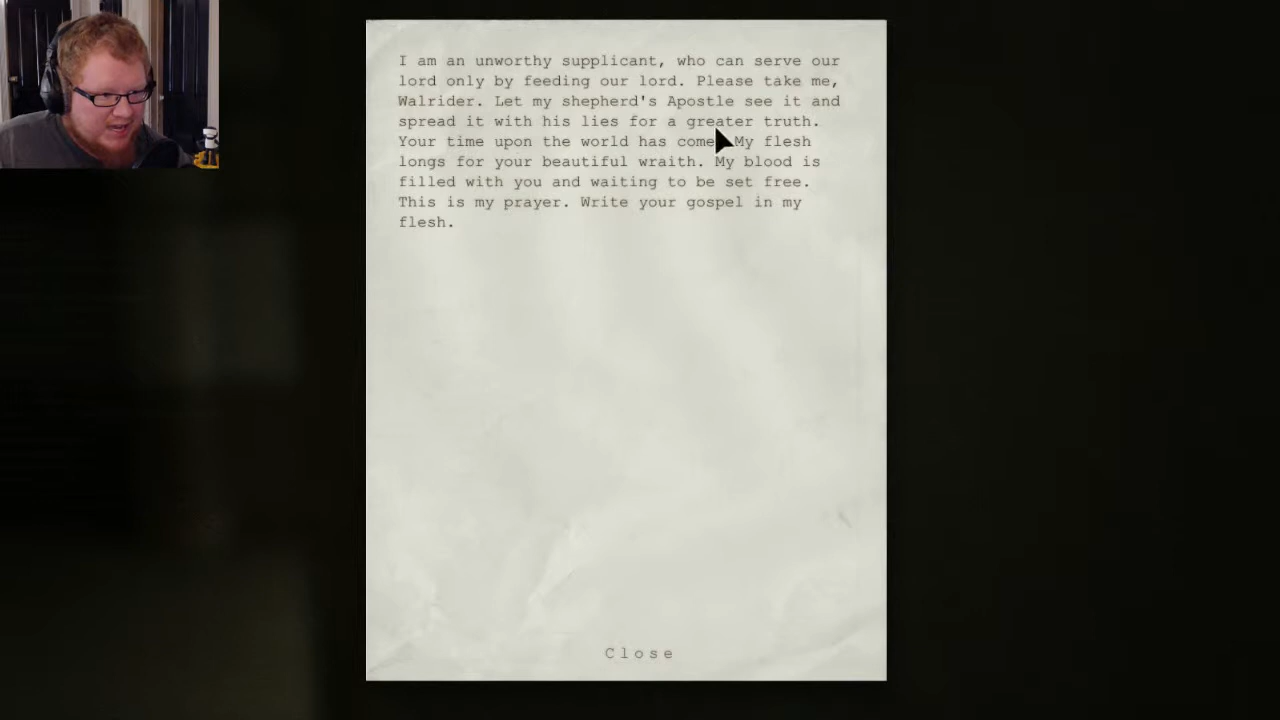 I am an unworthy supplicant, who can serve our
lord only by feeding our lord. Please take me,
Walrider. Let my shepherd's Apostle see it and
spread it with his lies for a greater truth.
Your time upon the world has come. My flesh
longs for your beautiful wraith. My blood is
filled with you and waiting to be set free.
This is my prayer. Write your gospel in my
flesh.
Close